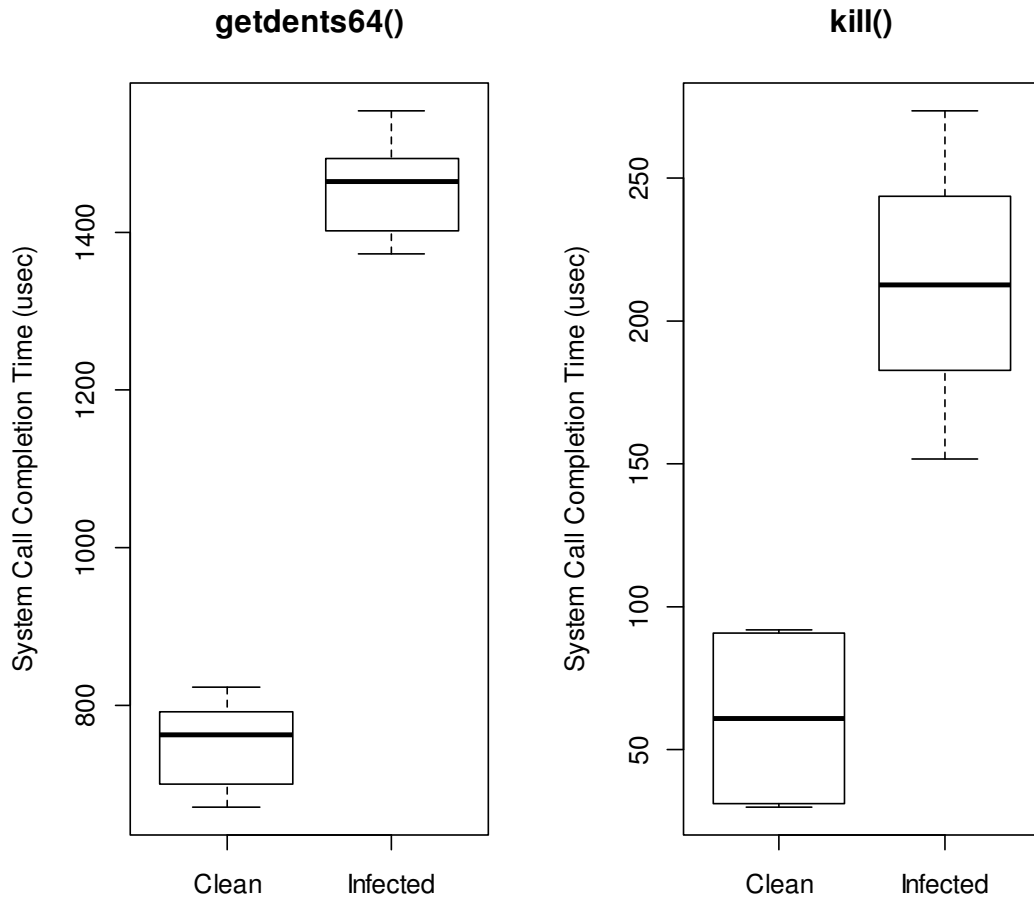 getdents64()
System Call Completion Time (usec)
1400
1200
1000
800
Clean
Infected
kill()
System Call Completion Time (usec)
250
200
150
100
50
Clean
Infected